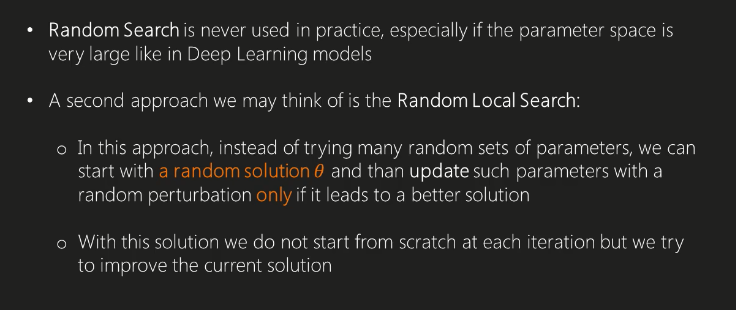 • Random Search is never used in practice, especially if the parameter space is
very large like in Deep Learning models
• A second approach we may think of is the Random Local Search:
o In this approach, instead of trying many random sets of parameters, we can
start with a random solution θ and than update such parameters with a
random perturbation only if it leads to a better solution
o With this solution we do not start from scratch at each iteration but we try
to improve the current solution